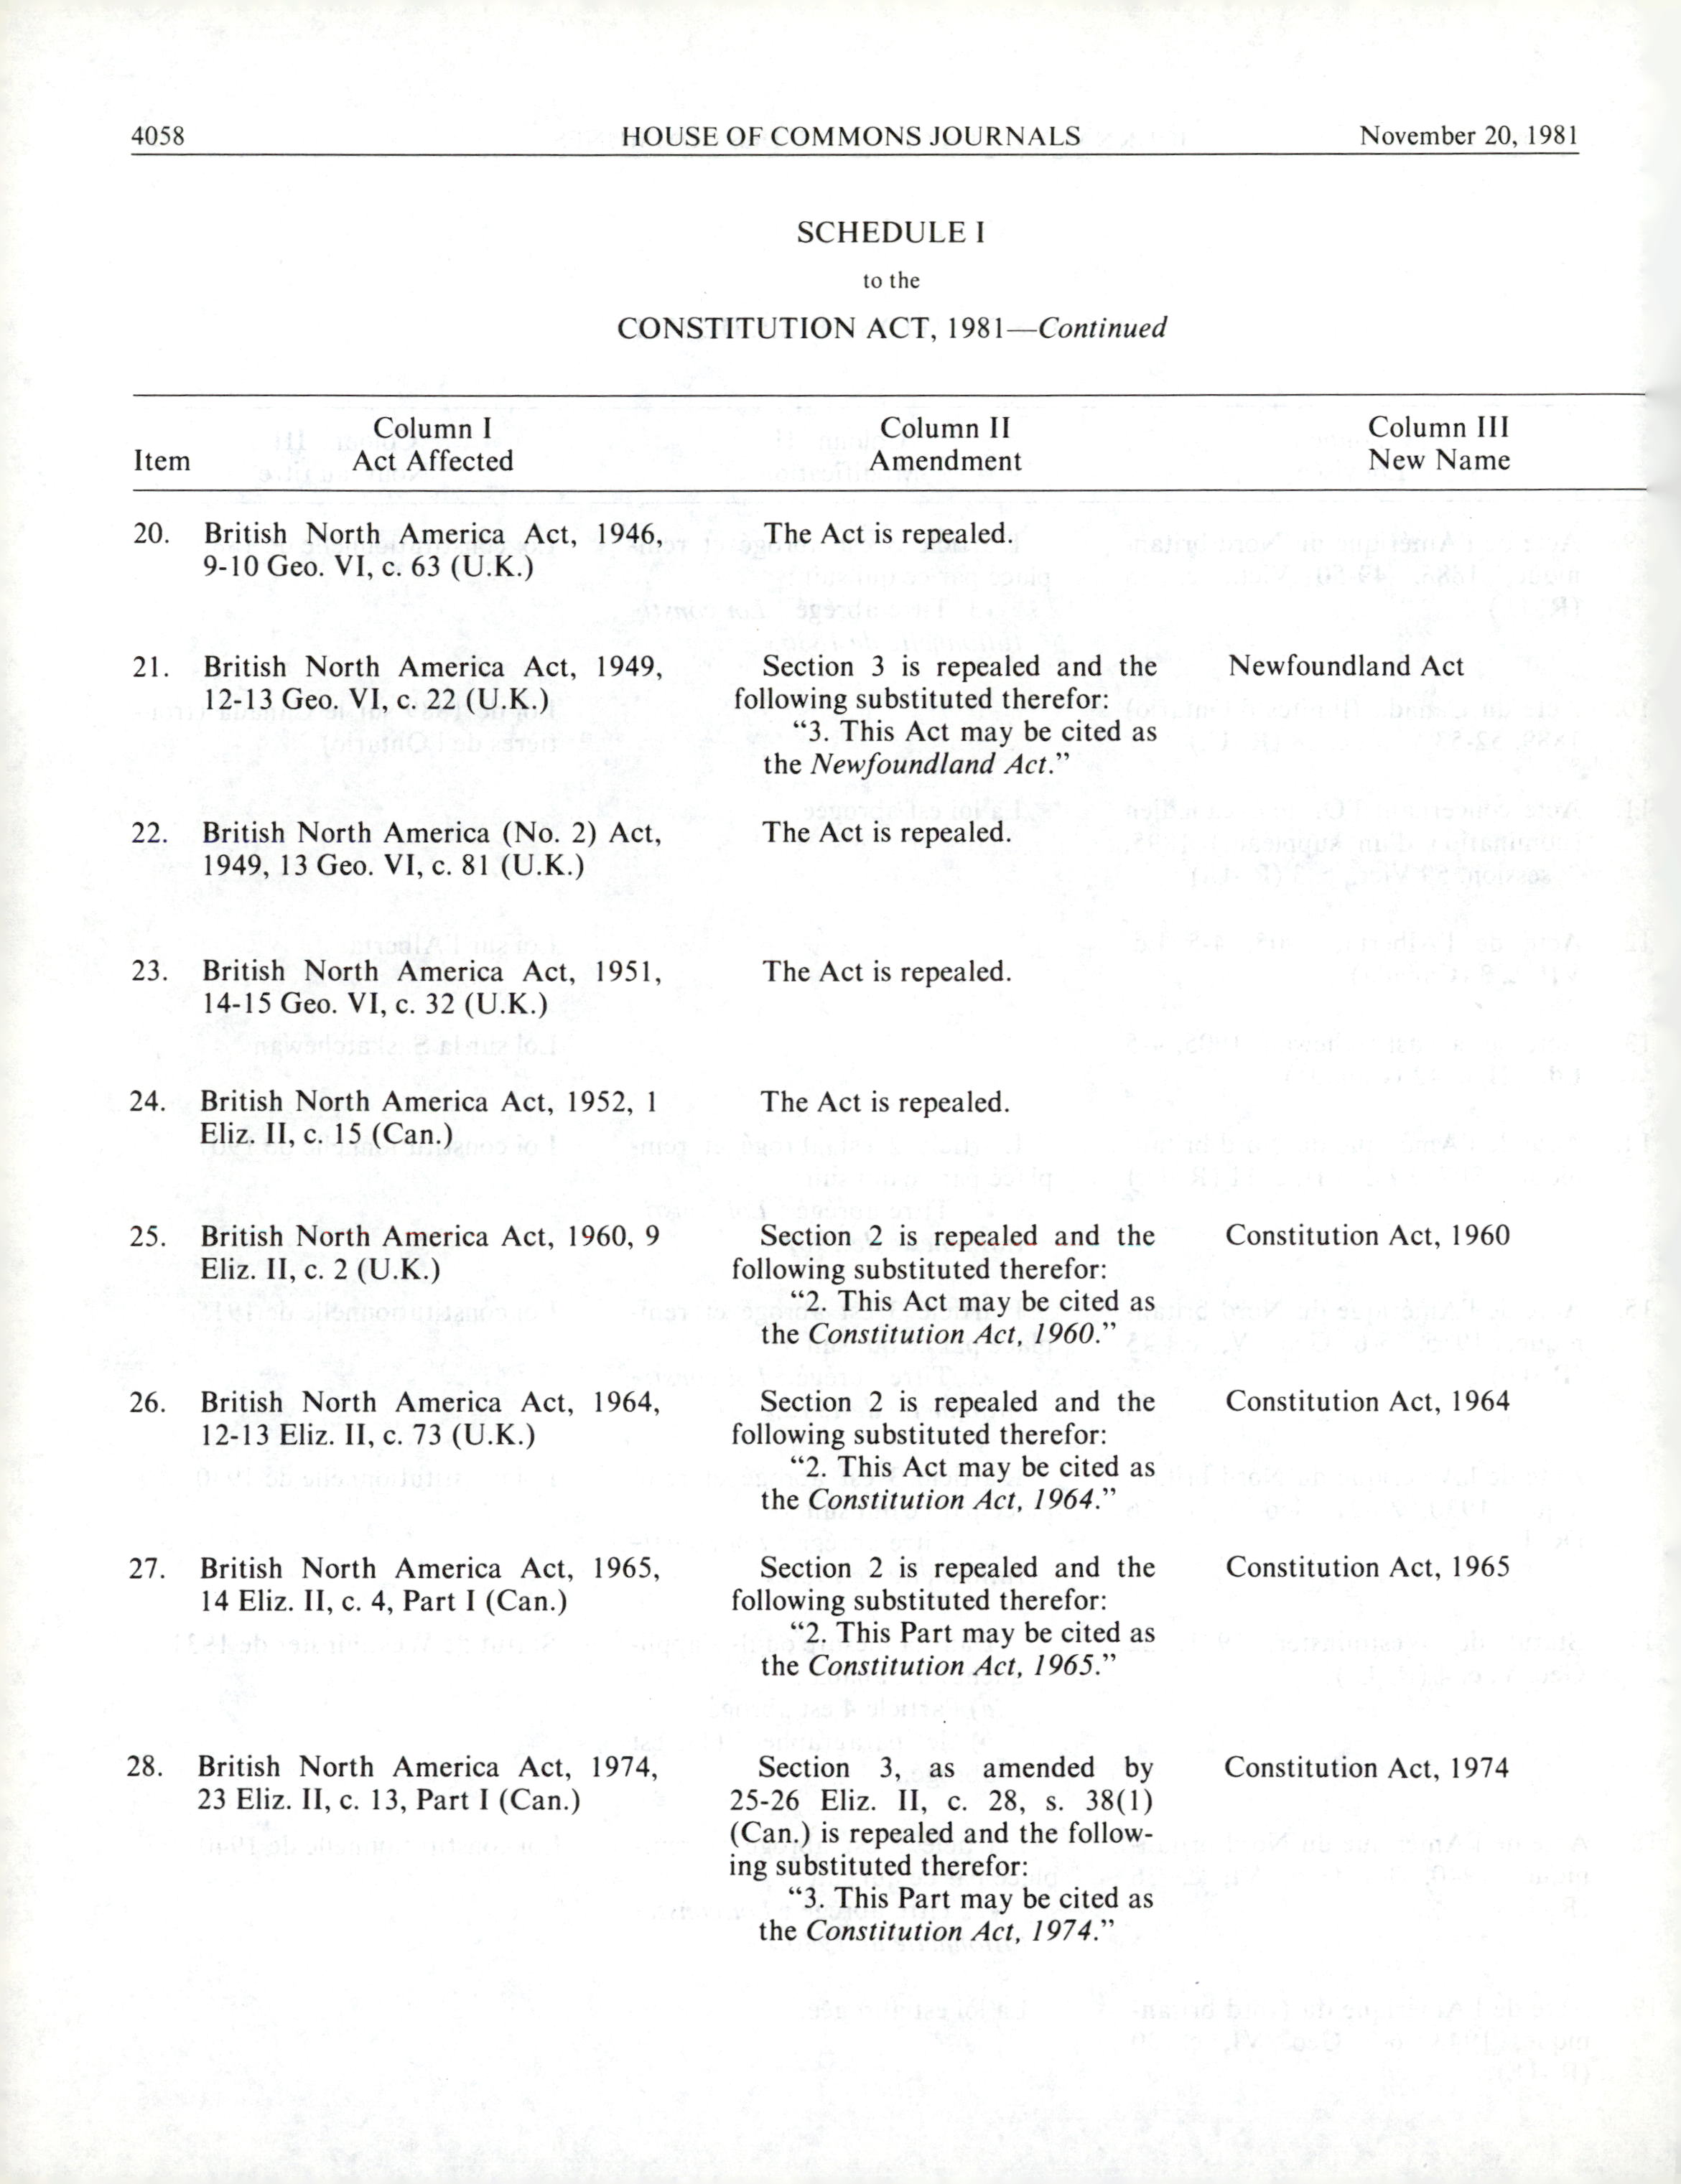 4058 HOUSE OF COMMONS JOURNALS November 20, 1981
SCHEDULE I
to the
CONSTITUTION ACT, 1981—Continued
Column I Column II Column III
Item Act Affected Amendment New Name
20. British North America Act, 1946, The Act is repealed.
9-10 Geo. VI, c. 63 (U.K.)
21. British North America Act, 1949, Section 3 is repealed and the Newfoundland Act
12-13 Geo. VI, c. 22 (U.K.) following substituted therefor:
“3. This Act may be cited as
the Newfoundland Act.”
22. British North America (No. 2) Act, The Act is repealed.
1949, 13 Geo. VI, c. 81 (U.K.)
23. British North America Act, 1951, The Act is repealed.
14-15 Geo. VI, c. 32 (U.K.)
24. British North America Act, 1952, 1 The Act is repealed.
Eliz. II, c. 15 (Can.)
25. British North America Act, 1960, 9 Section 2 is repealed and the Constitution Act, 1960
Eliz. II, c. 2 (U.K.) following substituted therefor:
“2. This Act may be cited as
the Constitution Act, 1960.”
26. British North America Act, 1964, Section 2 is repealed and the Constitution Act, 1964
12-13 Eliz. II, c. 73 (U.K.) following substituted therefor:
“2. This Act may be cited as
the Constitution Act, 1964.”
27. British North America Act, 1965, Section 2 is repealed and the Constitution Act, 1965
14 Eliz. II, c. 4, Part I (Can.) following substituted therefor:
“2. This Part may be cited as
the Constitution Act, 1965.”
28. British North America Act, 1974, Section 3, as amended by Constitution Act, 1974
23 Eliz. II, c. 13, Part I (Can.) 25-26 Eliz. II, c. 28, s. 38(1)
(Can.) is repealed and the follow-
ing substituted therefor:
“3. This Part may be cited as
the Constitution Act, 1974.”